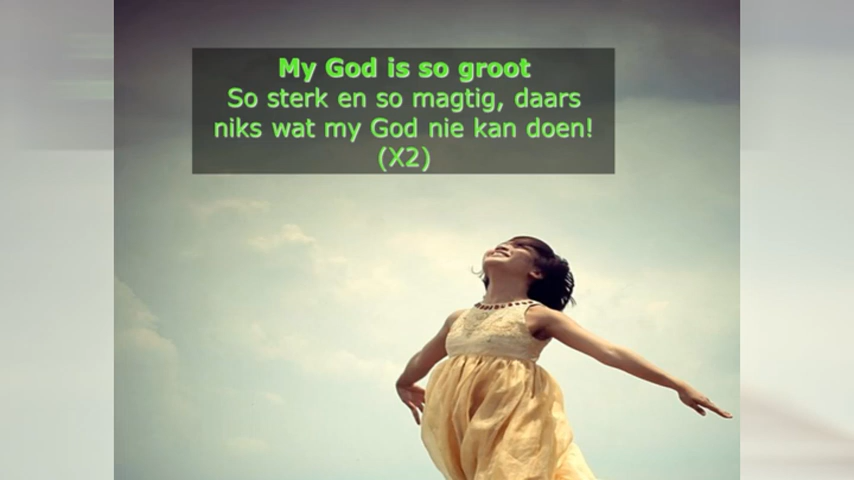 My God is so groot
So sterk en so magtig, daars
niks wat my God nie kan doen!
(X2)